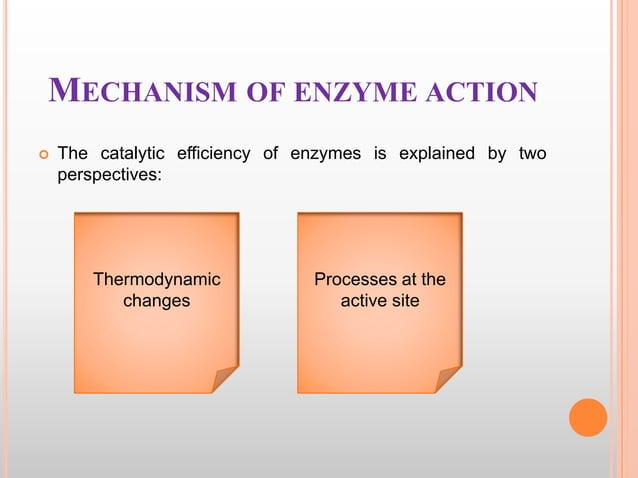 MECHANISM OF ENZYME ACTION
The catalytic efficiency of enzymes is explained by two
perspectives:
Thermodynamic
changes
Processes at the
active site